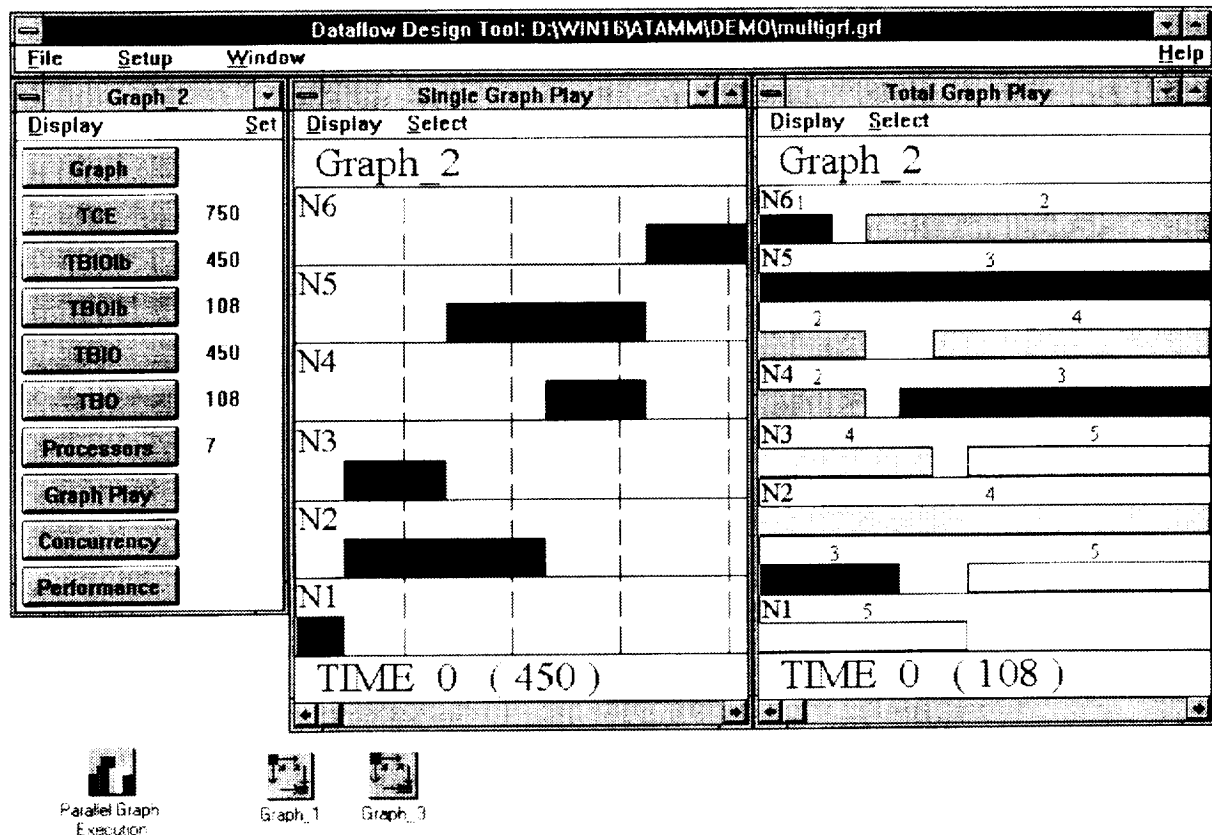 Dataflow Design Tool: D:\WIN16\ATAMM\DEMO\multigrf.grf
File Setup Window Help
Graph_2
Display Set
Graph
TCE 750
TBIOlb 450
TBOlb 108
TBIO 450
TBO 108
Processors 7
Graph Play
Concurrency
Performance
Single Graph Play
Display Select
Graph_2
N6
N5
N4
N3
N2
N1
TIME 0 ( 450 )
Total Graph Play
Display Select
Graph_2
N6 1 2
N5 3
2 4
N4 2 3
N3 4 5
N2 4
3 5
N1 5
TIME 0 ( 108 )
Parallel Graph
Execution
Graph_1
Graph_3